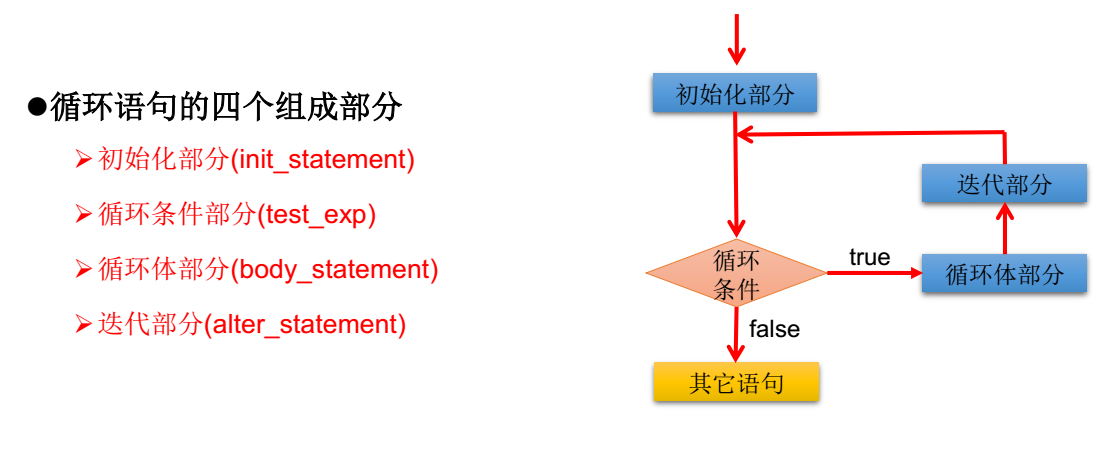 ●循环语句的四个组成部分
➢初始化部分(init_statement)
➢循环条件部分(test_exp)
➢循环体部分(body_statement)
➢迭代部分(alter_statement)
初始化部分
迭代部分
循环
条件
true
循环体部分
false
其它语句